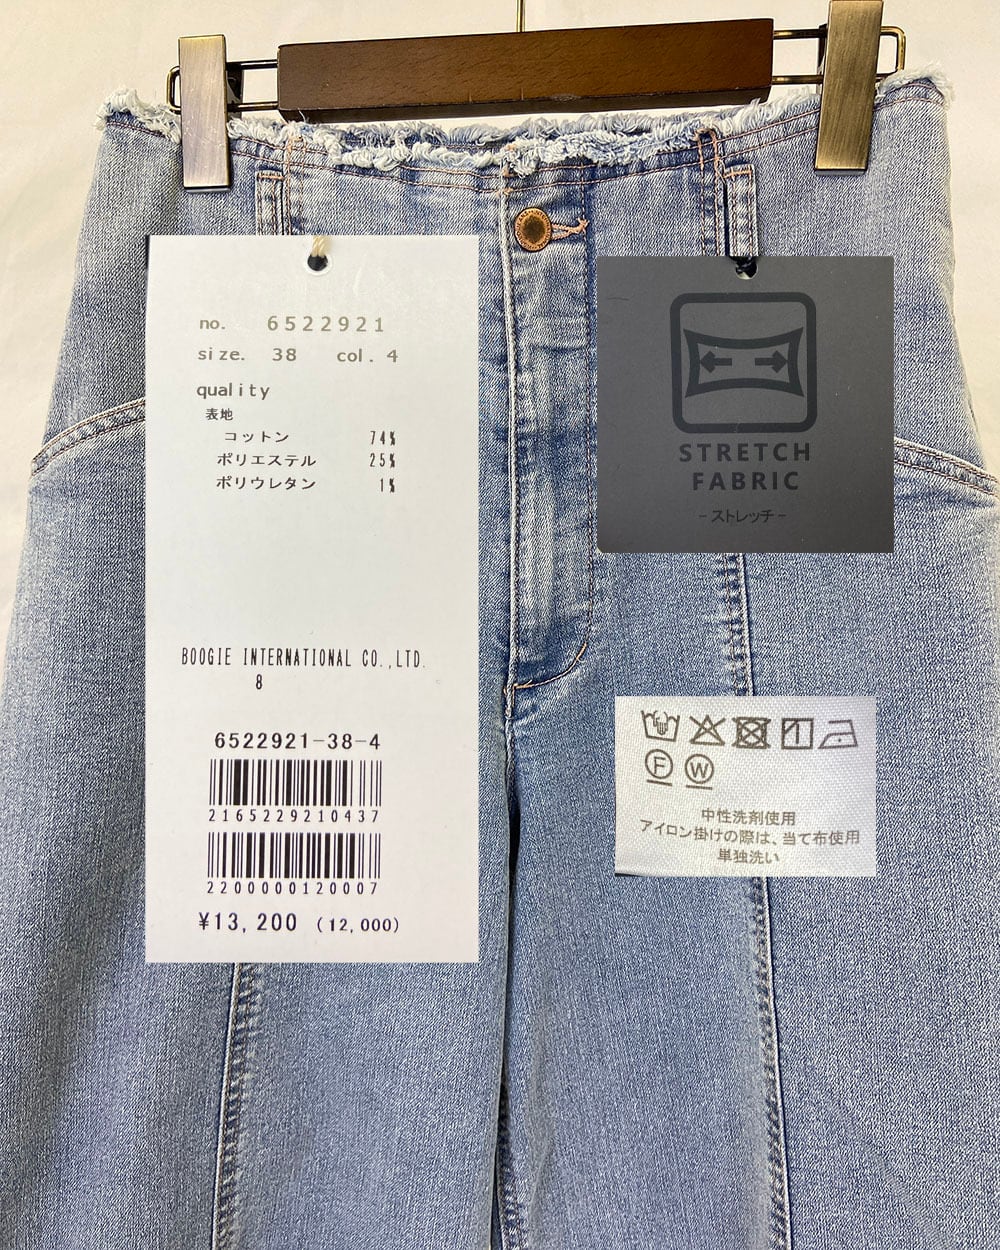 no. 6522921
size. 38 col. 4
quality
表地
コットン 74%
ポリエステル 25%
ポリウレタン 1%
BOOGIE INTERNATIONAL CO.,LTD.
8
6522921-38-4
2165229210437
2200000120007
¥13,200 (12,000)
STRETCH
FABRIC
-ストレッチ-
1
F W
中性洗剤使用
アイロン掛けの際は、当て布使用
単独洗い